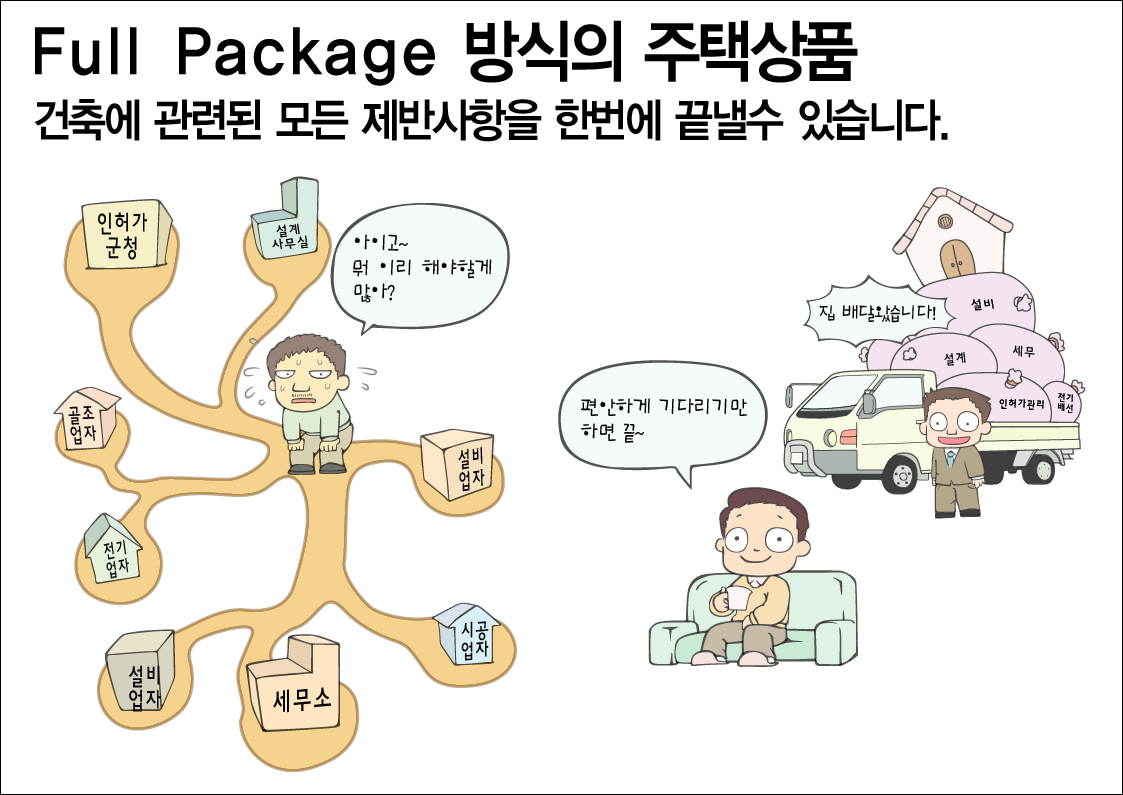 Full Package 방식의 주택상품
건축에 관련된 모든 제반사항을 한번에 끝낼수 있습니다.
인허가
군청
설계
사무실
아이고~
뭐 이리 해야할게
많아?
골조
업자
설비
업자
전기
업자
설비
업자
세무소
시공
업자
집 배달왔습니다!
설비
설계
세무
인허가관리
전기
배선
편안하게 기다리기만
하면 끝~